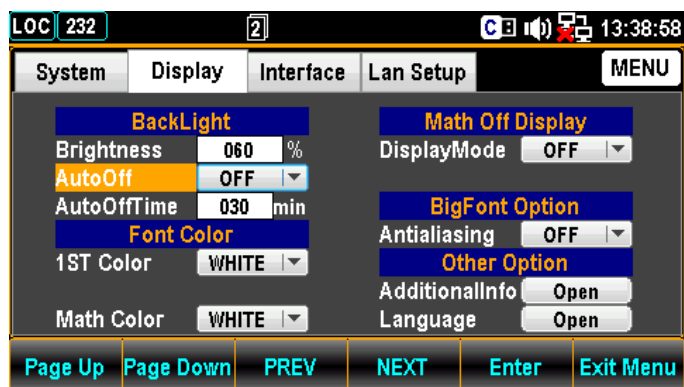 LOC 232 2 C 13:38:58
System Display Interface Lan Setup MENU
BackLight
Brightness 060 %
AutoOff OFF
AutoOffTime 030 min
Font Color
1ST Color WHITE
Math Color WHITE
Math Off Display
DisplayMode OFF
BigFont Option
Antialiasing OFF
Other Option
AdditionalInfo Open
Language Open
Page Up Page Down PREV NEXT Enter Exit Menu